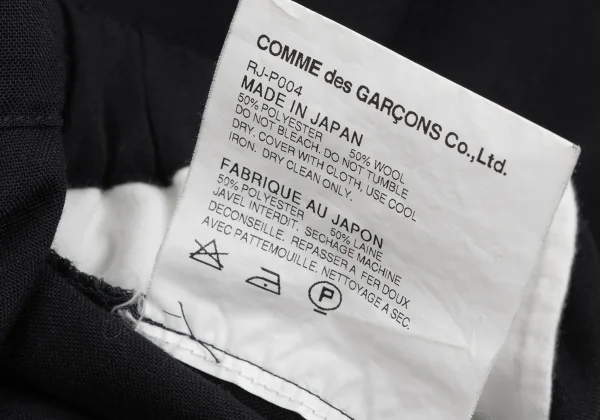 COMME des GARÇONS Co.,Ltd.
RJ-P004
MADE IN JAPAN
50% POLYESTER 50% WOOL
DO NOT BLEACH. DO NOT TUMBLE
DRY. COVER WITH CLOTH, USE COOL
IRON. DRY CLEAN ONLY.
FABRIQUE AU JAPON
50% POLYESTER 50% LAINE
JAVEL INTERDIT. SECHAGE MACHINE
DECONSEILLE. REPASSER A FER DOUX
AVEC PATTEMOUILLE. NETTOYAGE A SEC.
P